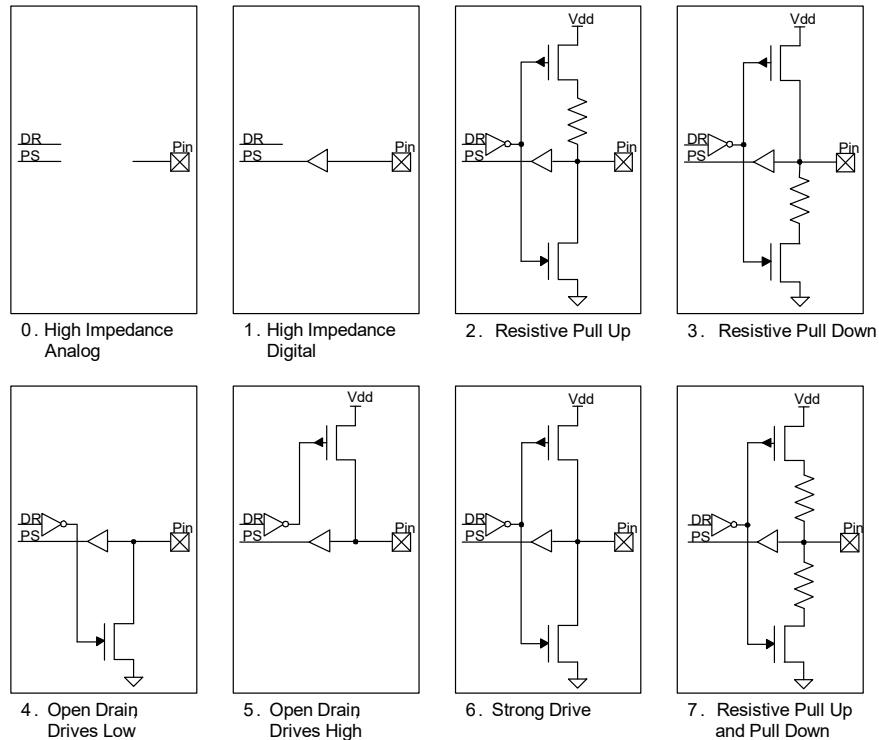 DR
PS
Pin
0. High Impedance
Analog
DR
PS
Pin
1. High Impedance
Digital
Vdd
DR
PS
Pin
2. Resistive Pull Up
Vdd
DR
PS
Pin
3. Resistive Pull Down
DR
PS
Pin
4. Open Drain,
Drives Low
Vdd
DR
PS
Pin
5. Open Drain,
Drives High
Vdd
DR
PS
Pin
6. Strong Drive
Vdd
DR
PS
Pin
7. Resistive Pull Up
and Pull Down